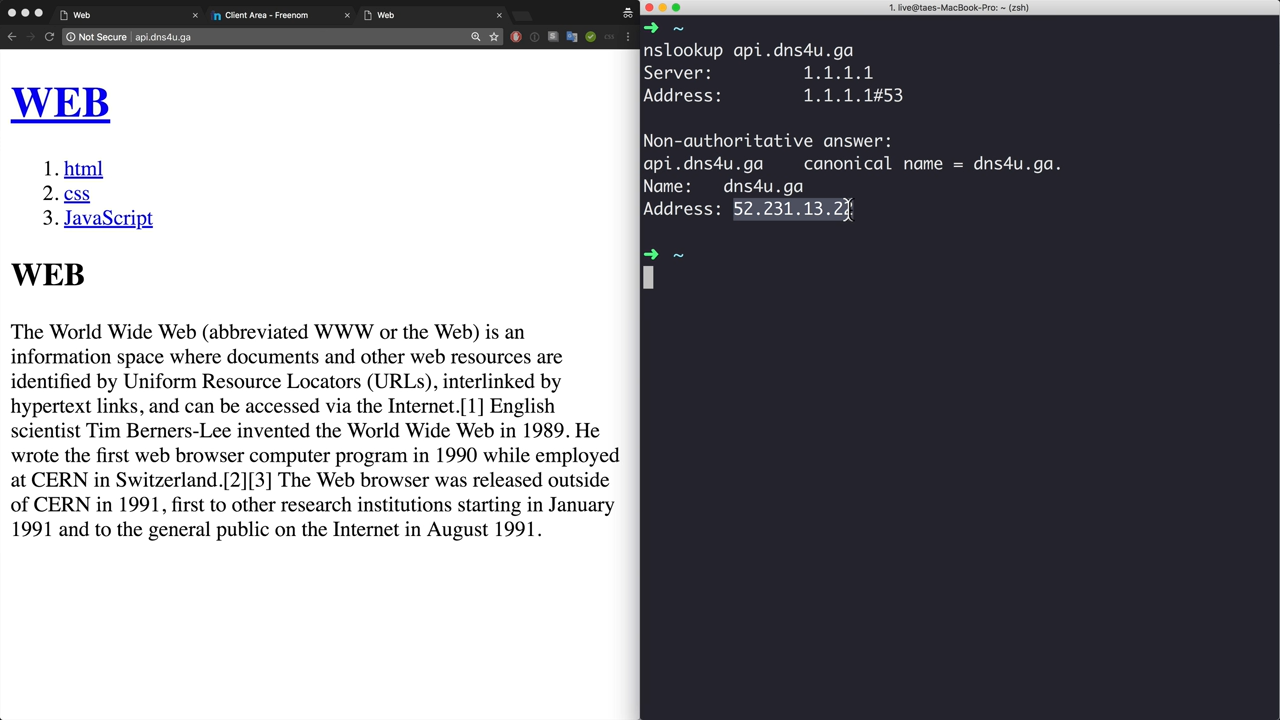 Web
Client Area - Freenom
Web
Not Secure
api.dns4u.ga
WEB
1. html
2. css
3. JavaScript
WEB
The World Wide Web (abbreviated WWW or the Web) is an
information space where documents and other web resources are
identified by Uniform Resource Locators (URLs), interlinked by
hypertext links, and can be accessed via the Internet.[1] English
scientist Tim Berners-Lee invented the World Wide Web in 1989. He
wrote the first web browser computer program in 1990 while employed
at CERN in Switzerland.[2][3] The Web browser was released outside
of CERN in 1991, first to other research institutions starting in January
1991 and to the general public on the Internet in August 1991.
1. live@taes-MacBook-Pro: ~ (zsh)
➜ ~
nslookup api.dns4u.ga
Server: 1.1.1.1
Address: 1.1.1.1#53
Non-authoritative answer:
api.dns4u.ga canonical name = dns4u.ga.
Name: dns4u.ga
Address: 52.231.13.22
➜ ~